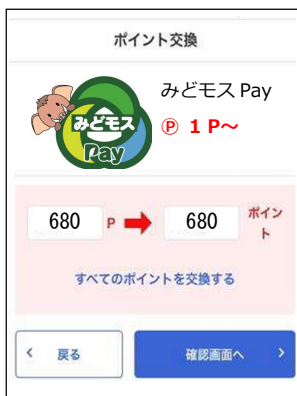 ポイント交換
みどモス Pay
みどモス
Pay
Ⓟ 1 P～
680 P ➡ 680 ポイント
すべてのポイントを交換する
< 戻る
確認画面へ >